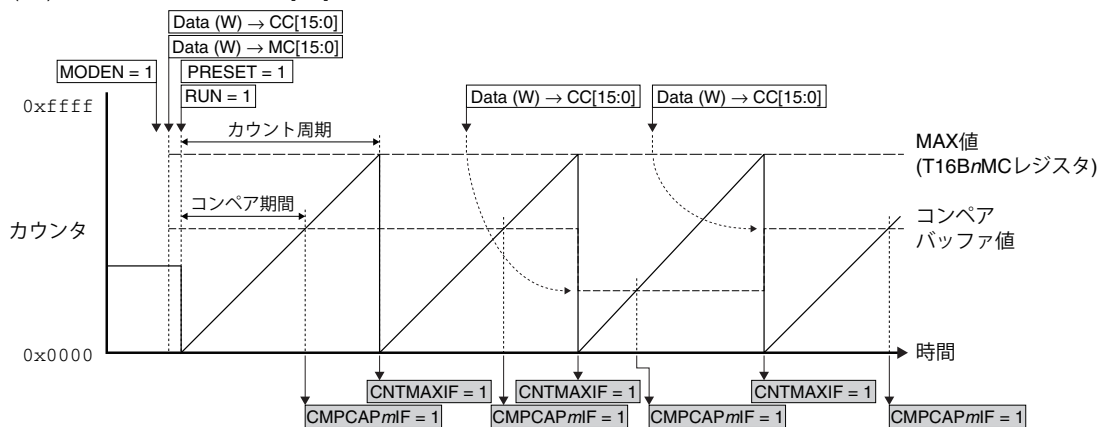 Data (W) → CC[15:0]
Data (W) → MC[15:0]
MODEN = 1
PRESET = 1
RUN = 1
Data (W) → CC[15:0]
Data (W) → CC[15:0]
0xffff
カウント周期
MAX値
(T16BnMCレジスタ)
コンペア期間
コンペア
バッファ値
カウンタ
0x0000
時間
CNTMAXIF = 1
CNTMAXIF = 1
CNTMAXIF = 1
CMPCAPmIF = 1
CMPCAPmIF = 1
CMPCAPmIF = 1
CMPCAPmIF = 1